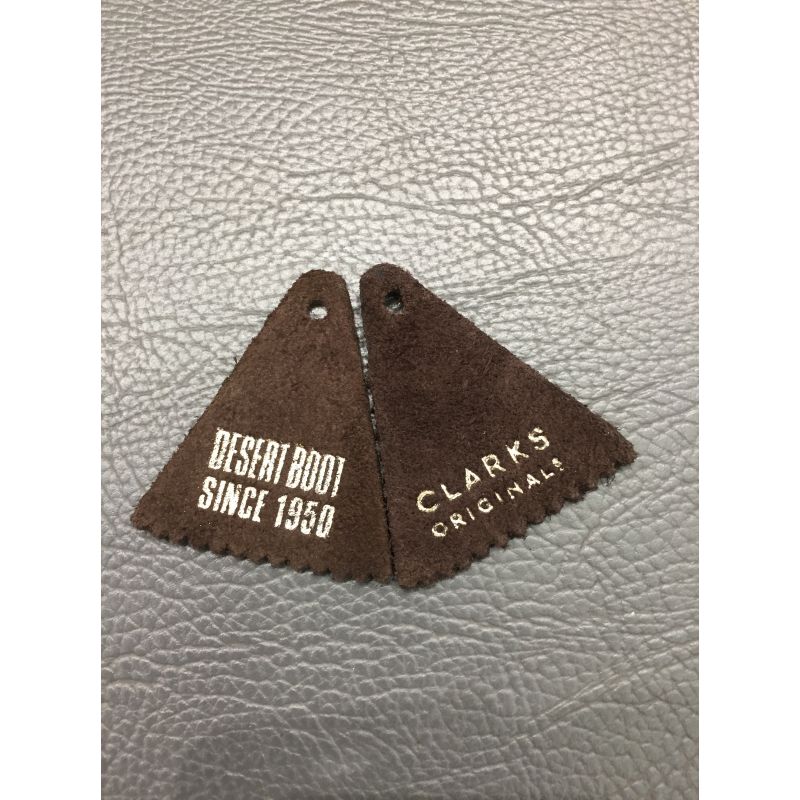 DESERT BOOT
SINCE 1950
CLARKS
ORIGINALS